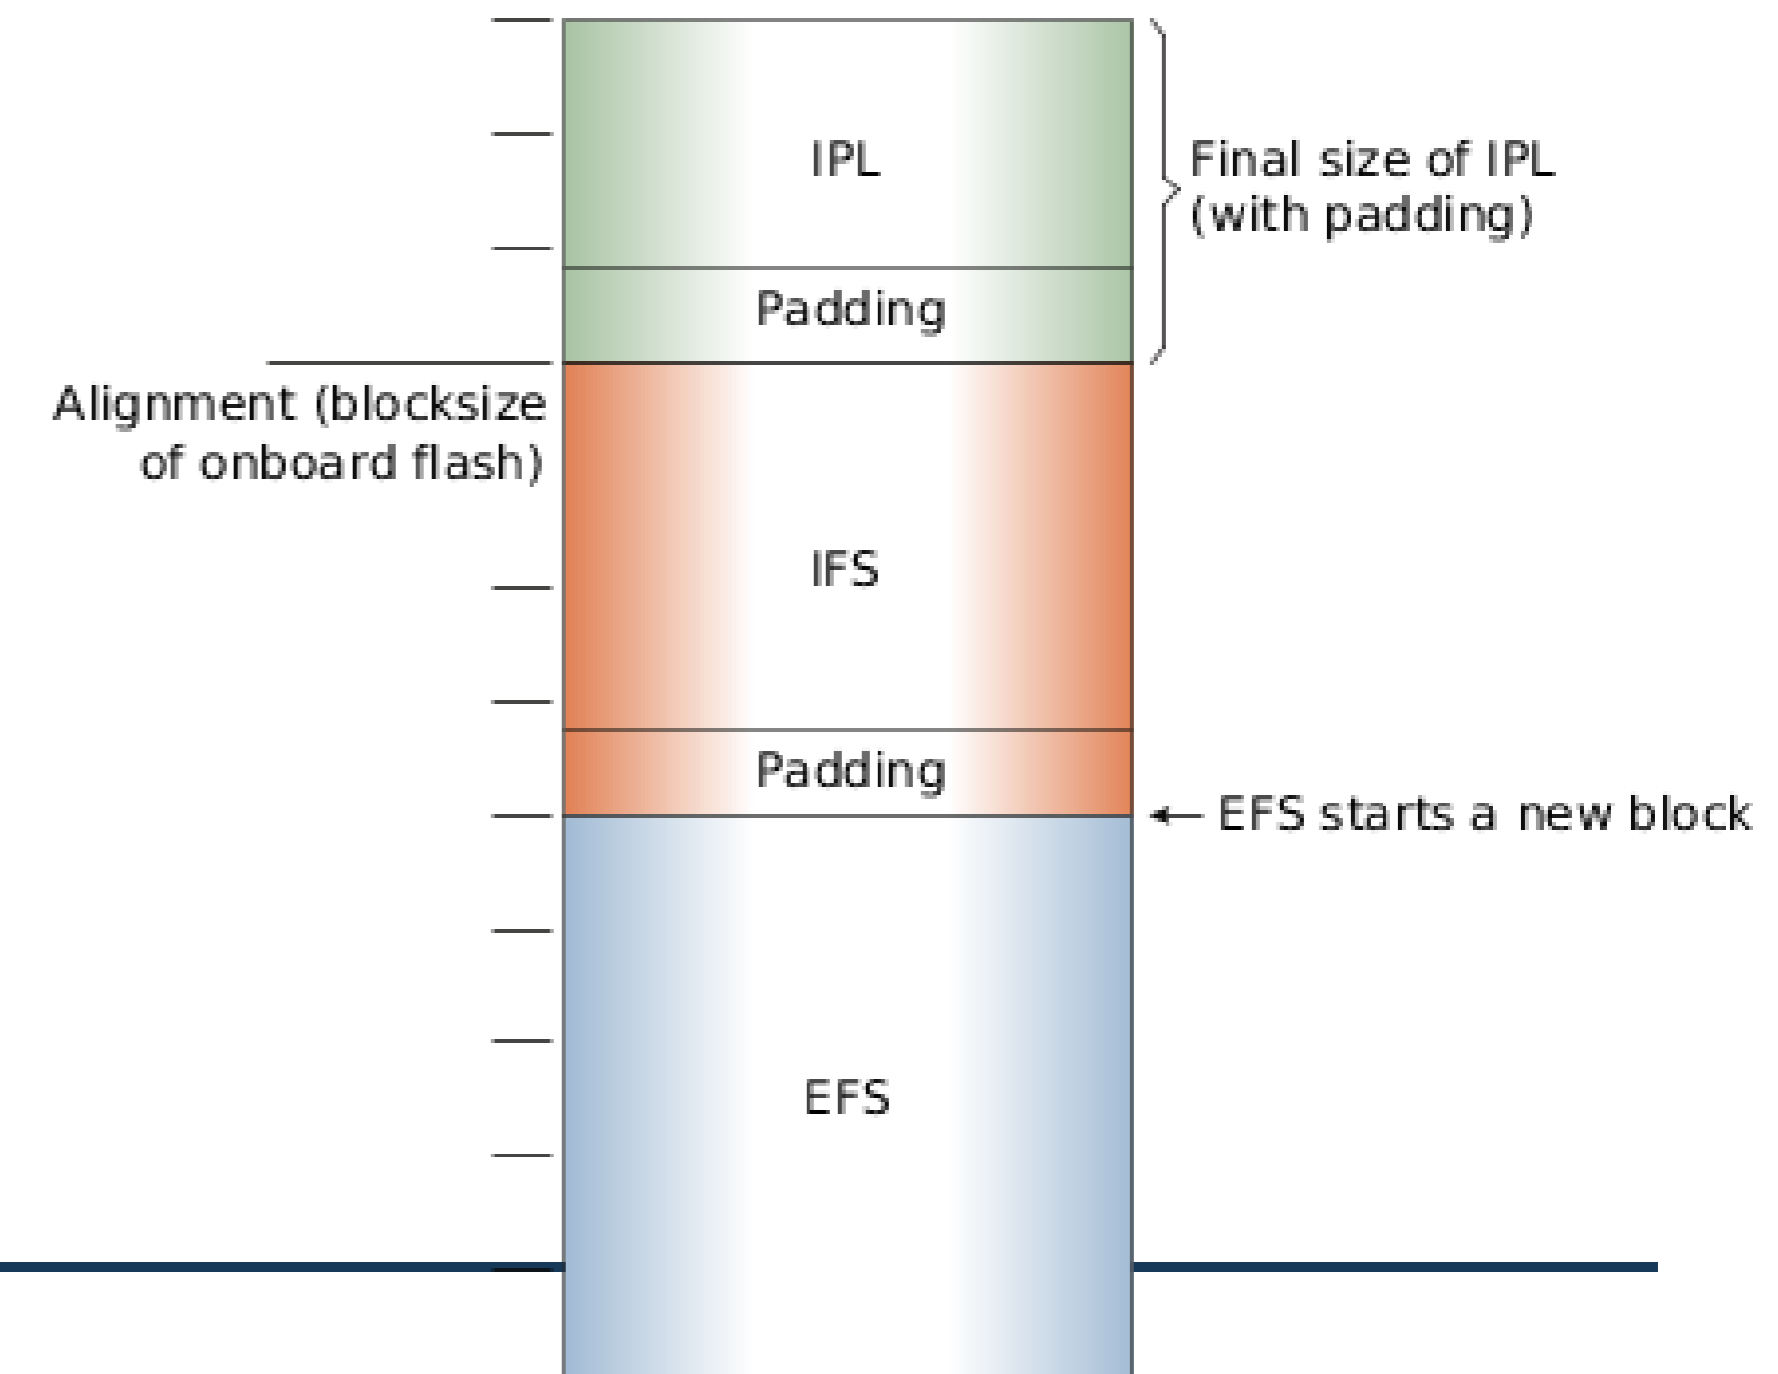 IPL
Final size of IPL
(with padding)
Padding
Alignment (blocksize
of onboard flash)
IFS
Padding
EFS starts a new block
EFS